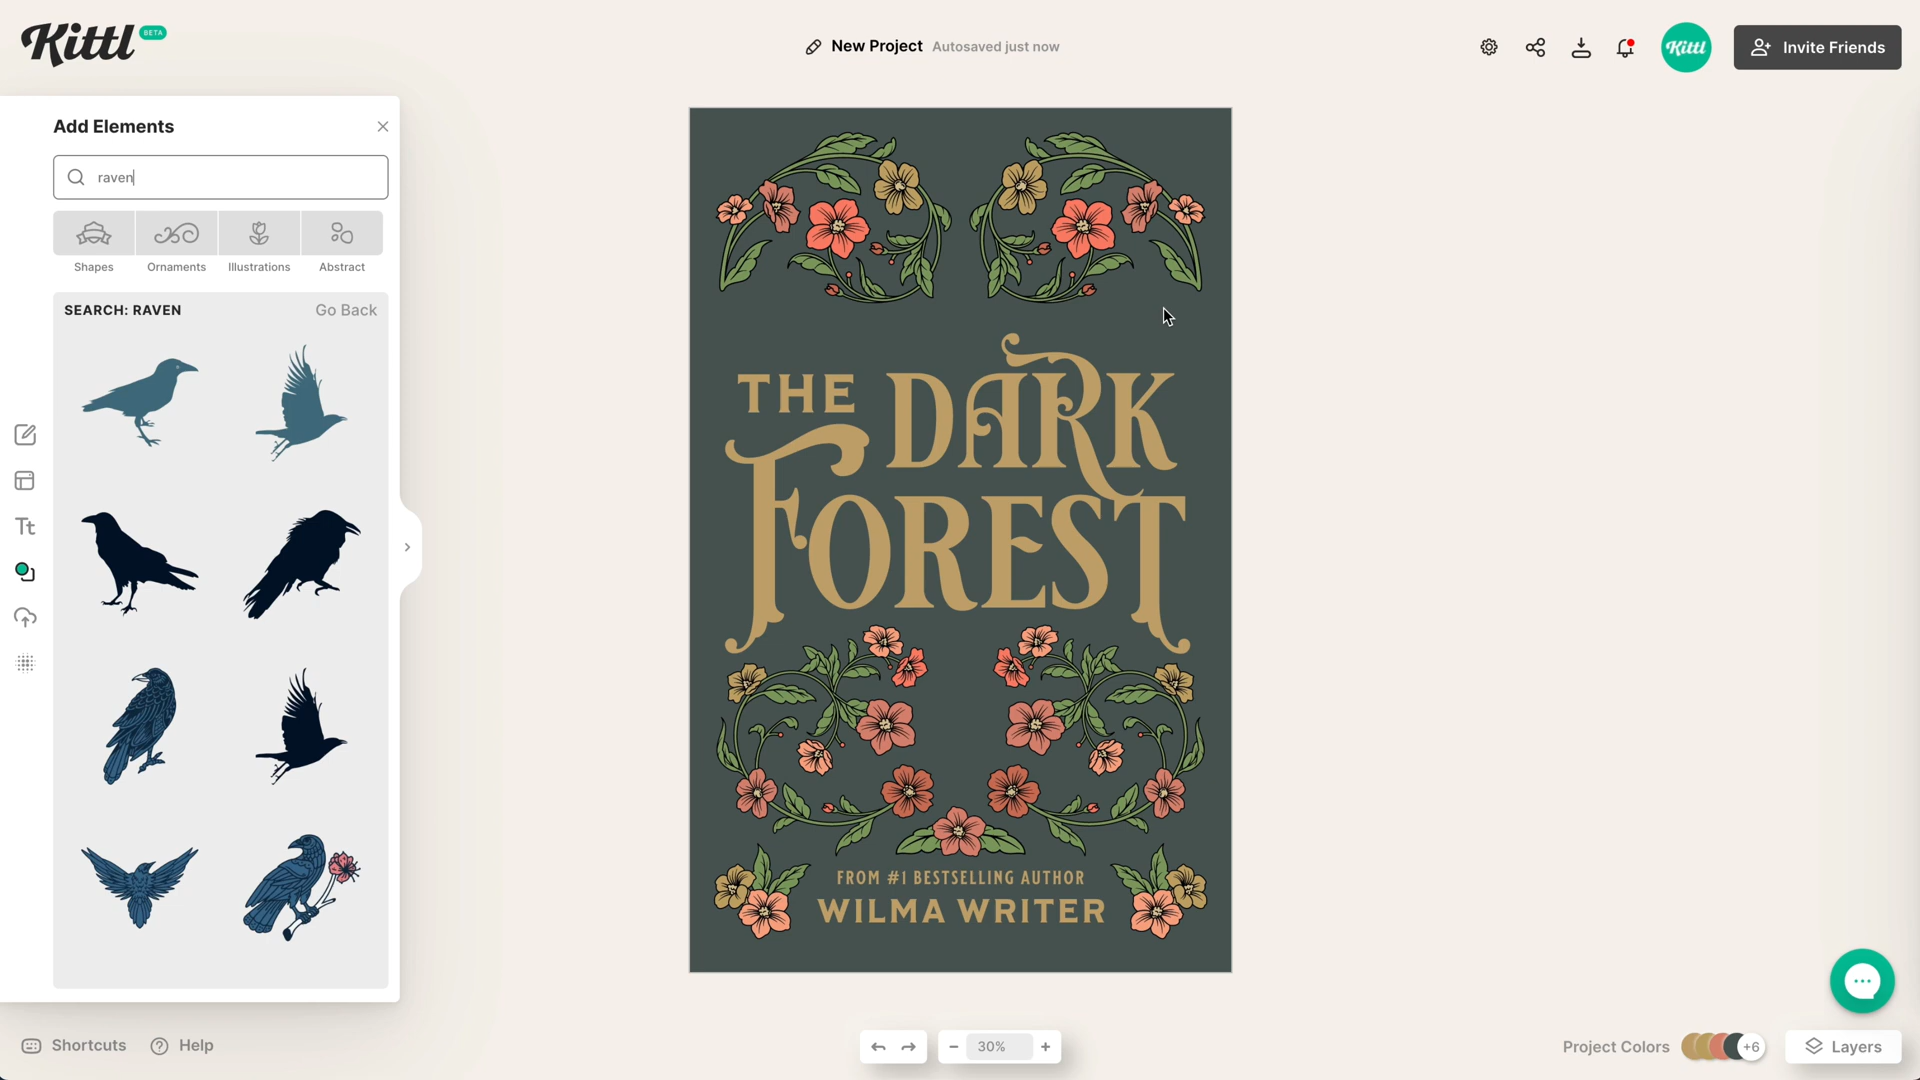 Kittl BETA
New Project Autosaved just now
Kittl
Invite Friends
Add Elements
raven
Shapes Ornaments Illustrations Abstract
SEARCH: RAVEN Go Back
Tt
THE DARK
FOREST
FROM #1 BESTSELLING AUTHOR
WILMA WRITER
Shortcuts Help
30%
Project Colors +6 Layers